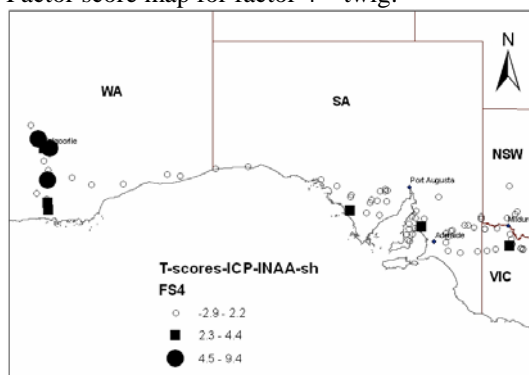 Factor score map for factor 4 – twig.
N
WA
SA
NSW
Port Augusta
Adelaide
VIC
T-scores-ICP-INAA-sh
FS4
-2.9 - 2.2
2.3 - 4.4
4.5 - 9.4